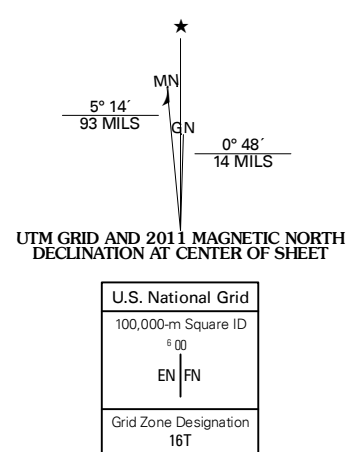 ★
MN
5° 14´
93 MILS
GN
0° 48´
14 MILS
UTM GRID AND 2011 MAGNETIC NORTH
DECLINATION AT CENTER OF SHEET
U.S. National Grid
100,000-m Square ID
6 00
EN FN
Grid Zone Designation
16T